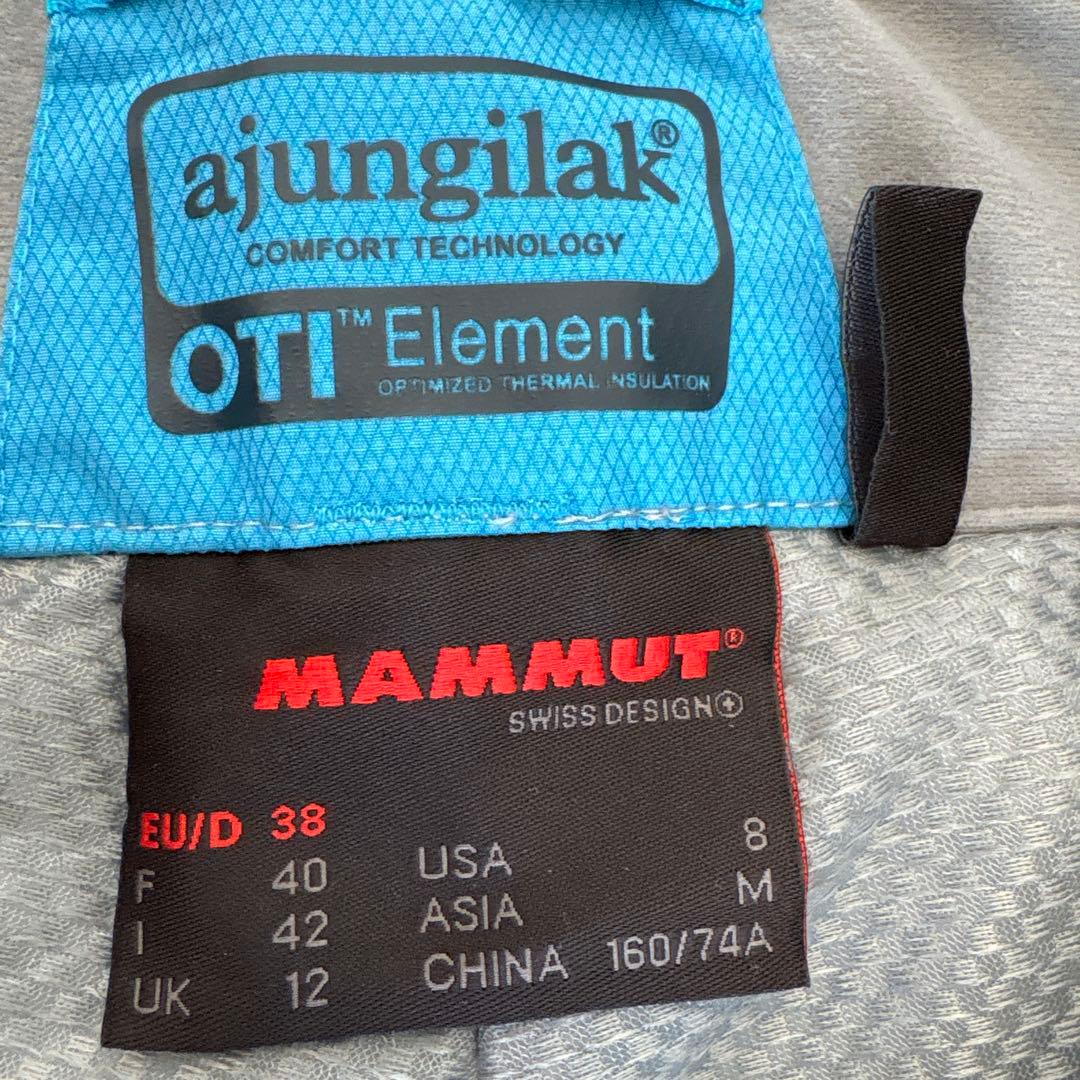 ajungilak®
COMFORT TECHNOLOGY
OTI™ Element
OPTIMIZED THERMAL INSULATION
MAMMUT®
SWISS DESIGN
EU/D 38
F 40 USA 8
I 42 ASIA M
UK 12 CHINA 160/74A